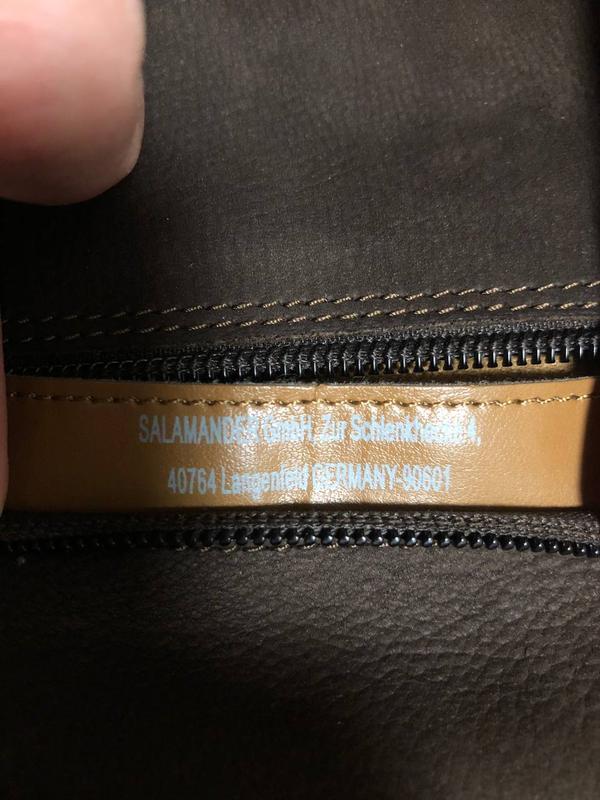 SALAMANDER GmbH, Zur Schlenkhecke 4,
40764 Langenfeld GERMANY-90601